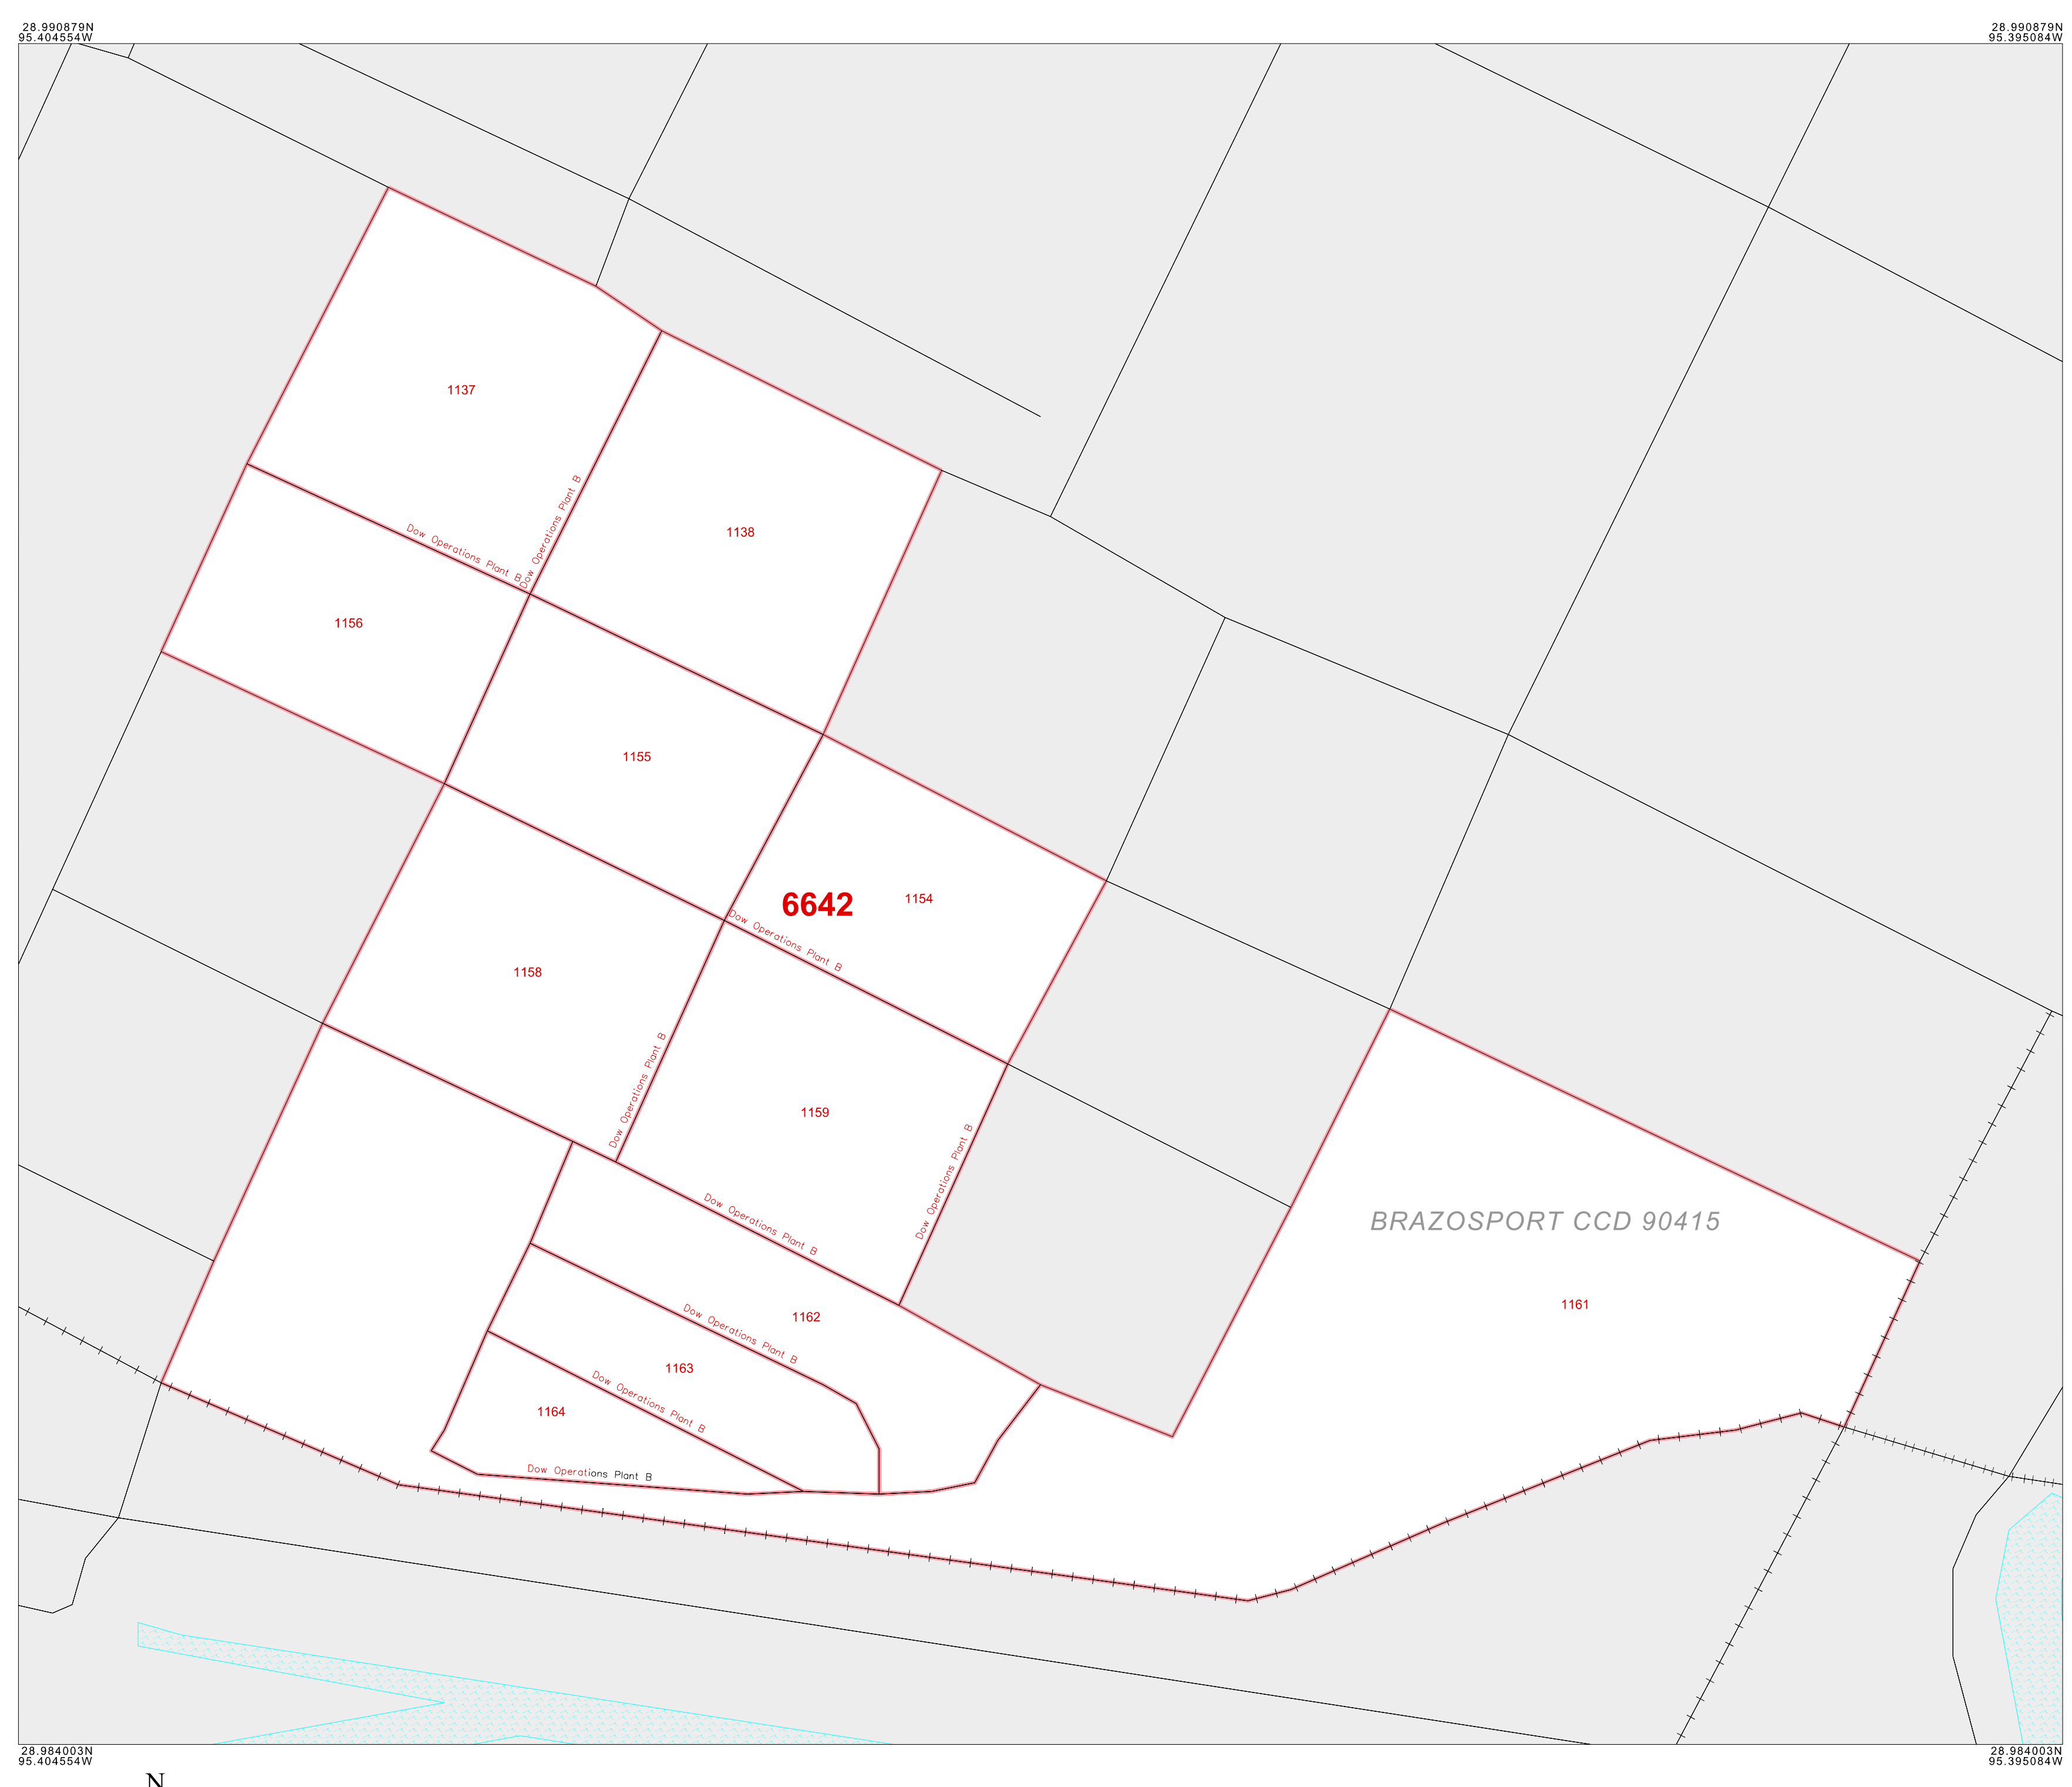 28.990879N
95.404554W
28.990879N
95.395084W
1137
Dow Operations Plant B
Dow Operations Plant B
1138
1156
1155
6642
1154
Dow Operations Plant B
1158
Dow Operations Plant B
1159
Dow Operations Plant B
Dow Operations Plant B
BRAZOSPORT CCD 90415
1161
1162
Dow Operations Plant B
1163
Dow Operations Plant B
1164
Dow Operations Plant B
28.984003N
95.404554W
28.984003N
95.395084W
N